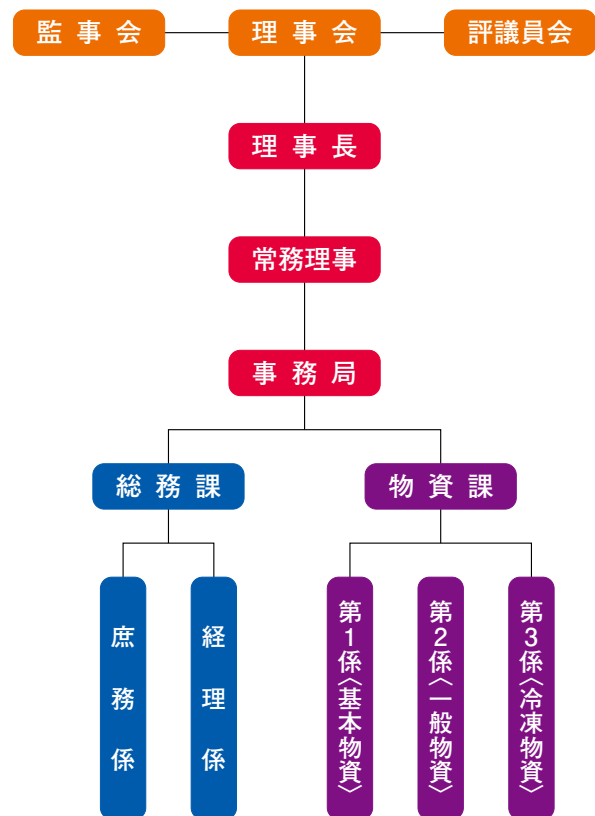 監事会
理事会
評議員会
理事長
常務理事
事務局
総務課
物資課
庶務係
経理係
第1係〈基本物資〉
第2係〈一般物資〉
第3係〈冷凍物資〉